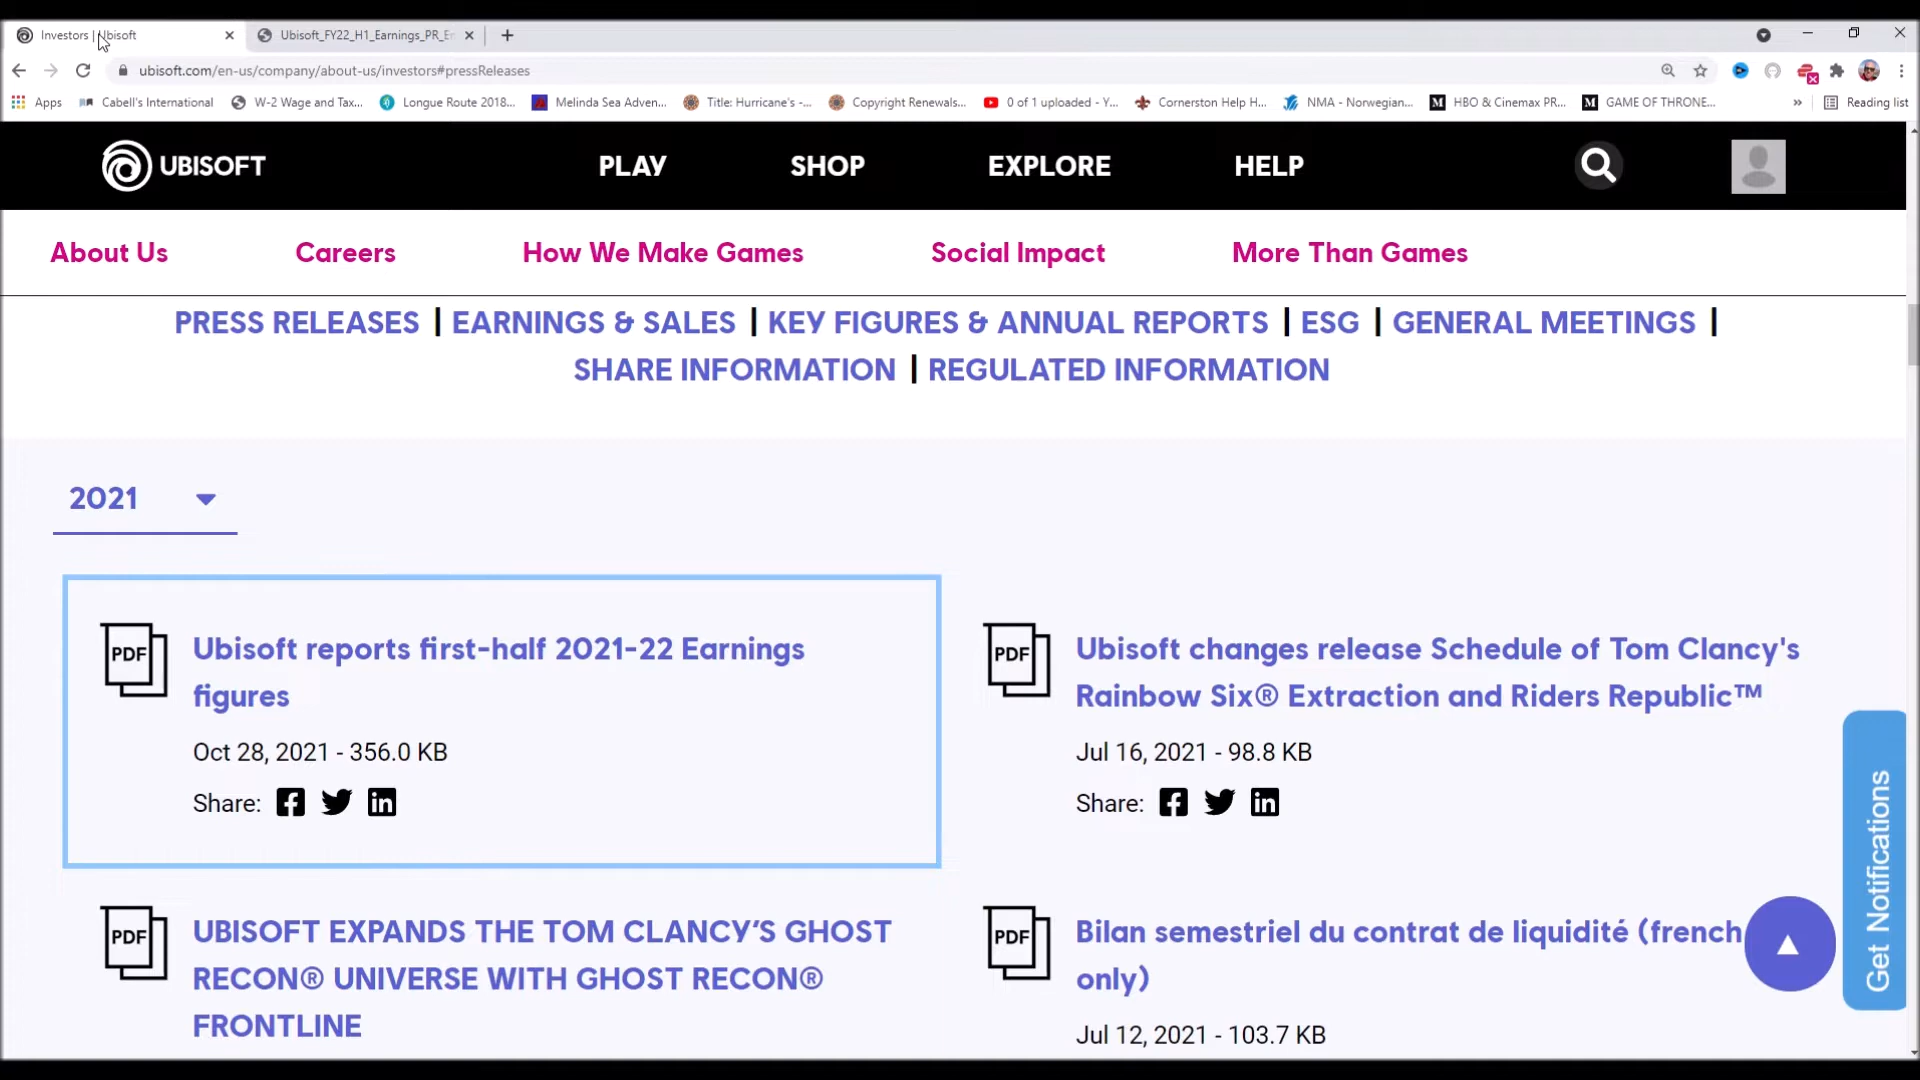 Investors | Ubisoft
Ubisoft_FY22_H1_Earnings_PR_E
ubisoft.com/en-us/company/about-us/investors#pressReleases
Apps Cabell's International W-2 Wage and Tax... Longue Route 2018... Melinda Sea Adven... Title: Hurricane's -... Copyright Renewals... 0 of 1 uploaded - Y... Cornerston Help H... NMA - Norwegian... HBO & Cinemax PR... GAME OF THRONE... » Reading list
UBISOFT PLAY SHOP EXPLORE HELP
About Us Careers How We Make Games Social Impact More Than Games
PRESS RELEASES | EARNINGS & SALES | KEY FIGURES & ANNUAL REPORTS | ESG | GENERAL MEETINGS |
SHARE INFORMATION | REGULATED INFORMATION
2021
PDF
Ubisoft reports first-half 2021-22 Earnings
figures
Oct 28, 2021 - 356.0 KB
Share:
PDF
Ubisoft changes release Schedule of Tom Clancy's
Rainbow Six® Extraction and Riders Republic™
Jul 16, 2021 - 98.8 KB
Share:
PDF
UBISOFT EXPANDS THE TOM CLANCY'S GHOST
RECON® UNIVERSE WITH GHOST RECON®
FRONTLINE
PDF
Bilan semestriel du contrat de liquidité (french
only)
Jul 12, 2021 - 103.7 KB
Get Notifications